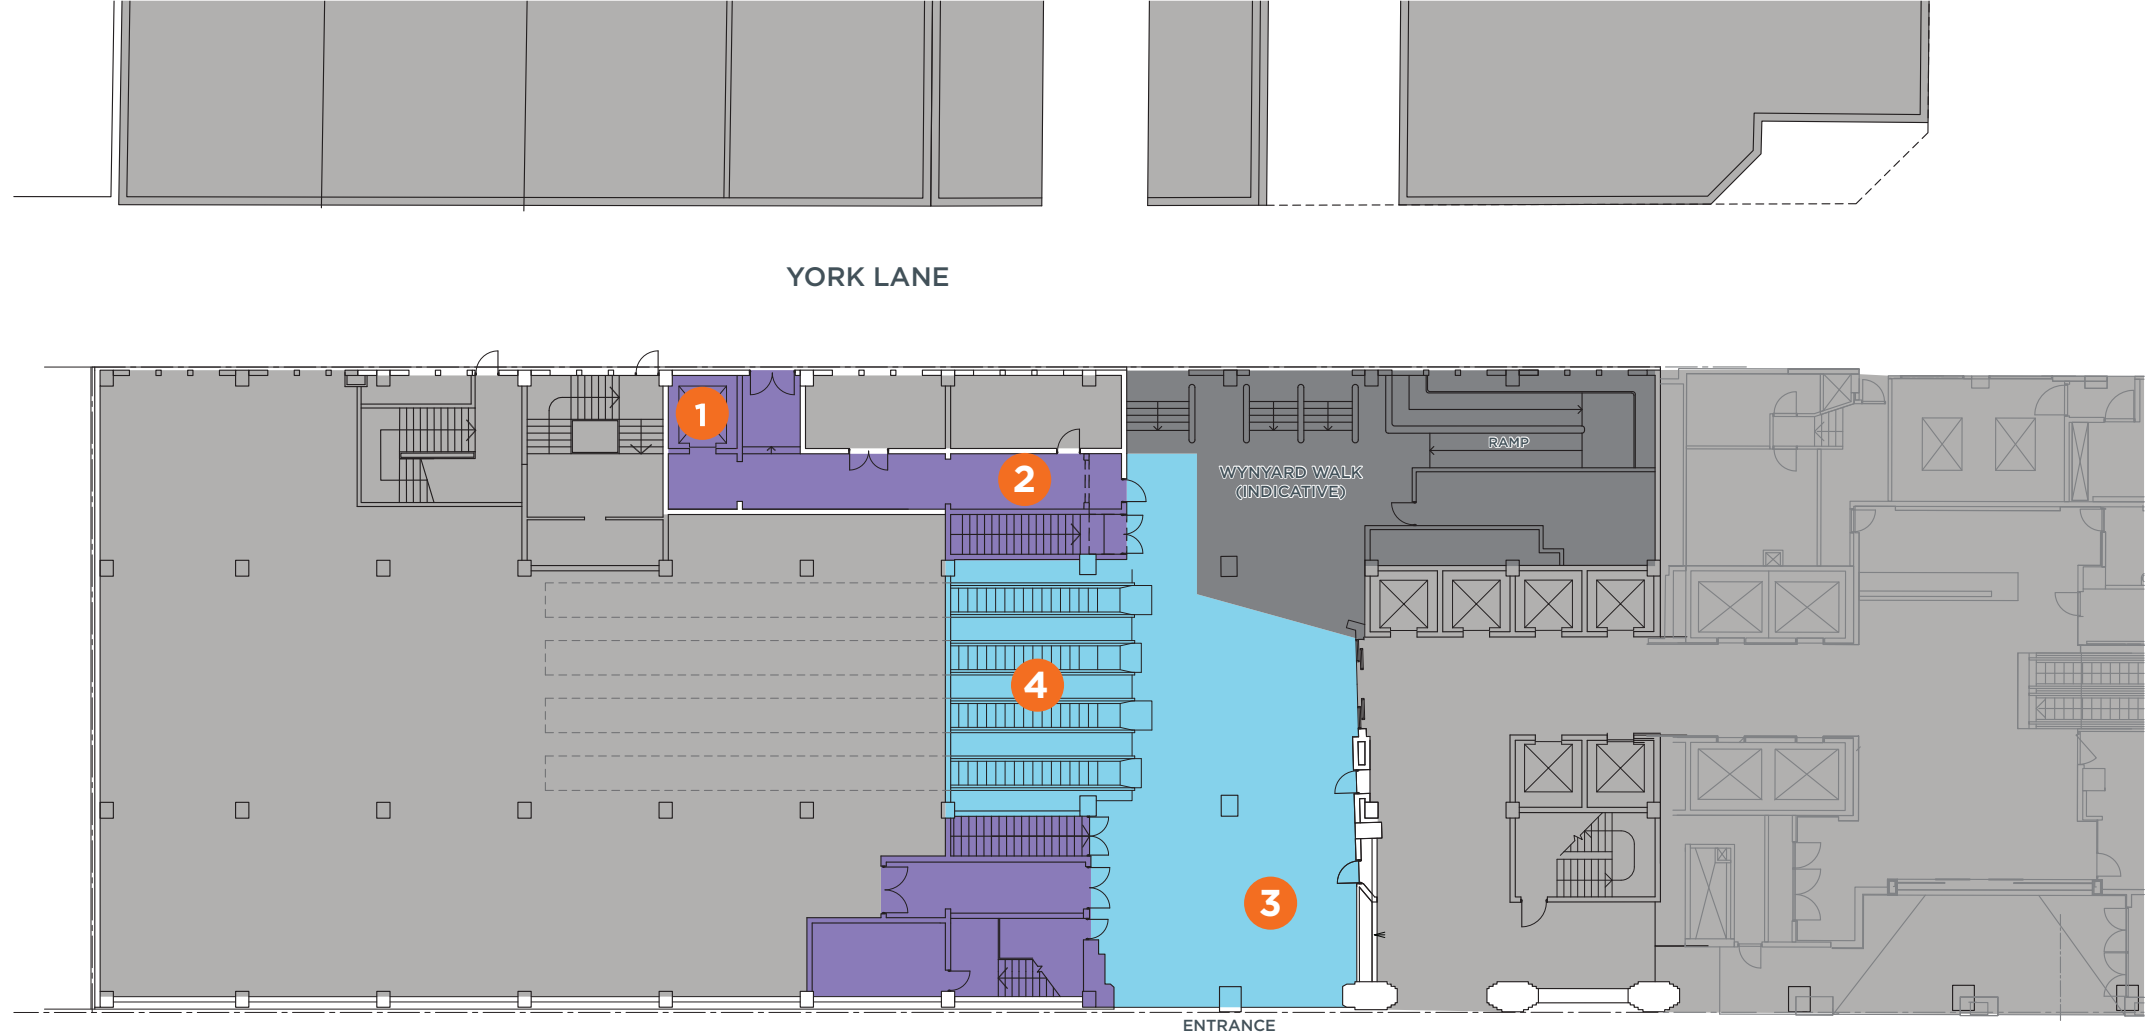 YORK LANE
1
2
RAMP
WYNYARD WALK
(INDICATIVE)
4
3
ENTRANCE